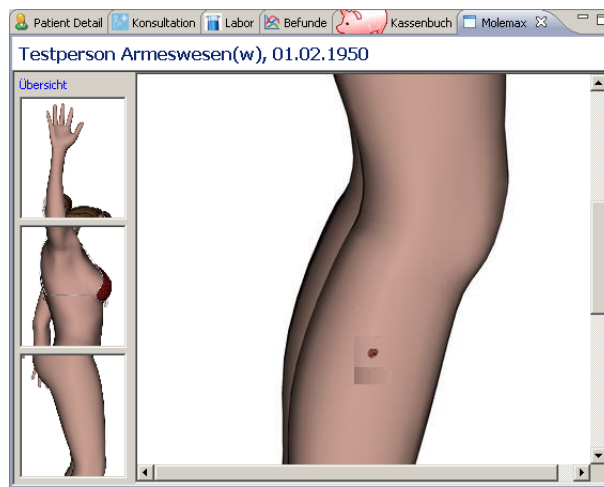 Patient Detail Konsultation Labor Befunde Kassenbuch Molemax
Testperson Armeswesen(w), 01.02.1950
Übersicht